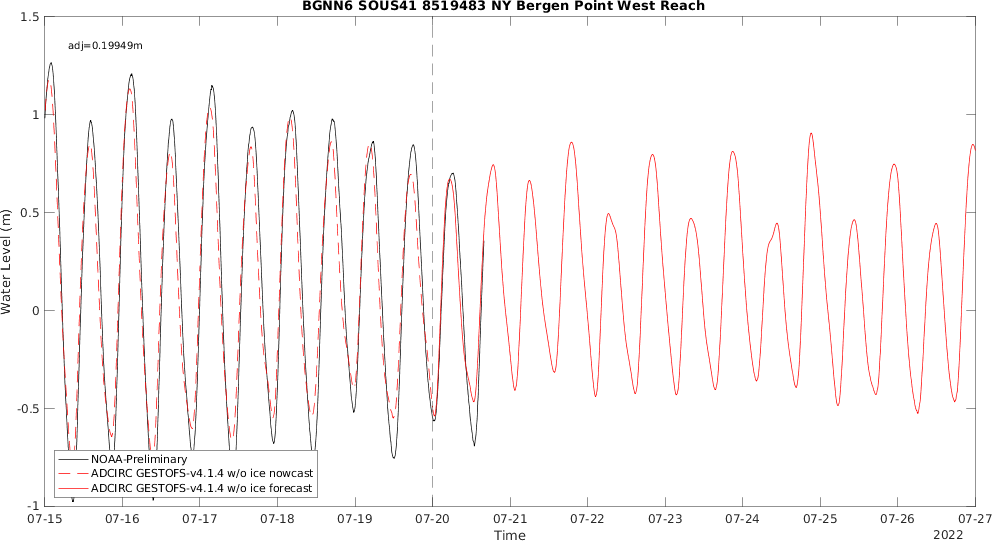 BGNN6 SOUS41 8519483 NY Bergen Point West Reach
adj=0.19949m
1.5
1
0.5
0
-0.5
-1
Water Level (m)
NOAA-Preliminary
ADCIRC GESTOFS-v4.1.4 w/o ice nowcast
ADCIRC GESTOFS-v4.1.4 w/o ice forecast
07-15 07-16 07-17 07-18 07-19 07-20 07-21 07-22 07-23 07-24 07-25 07-26 07-27
Time
2022